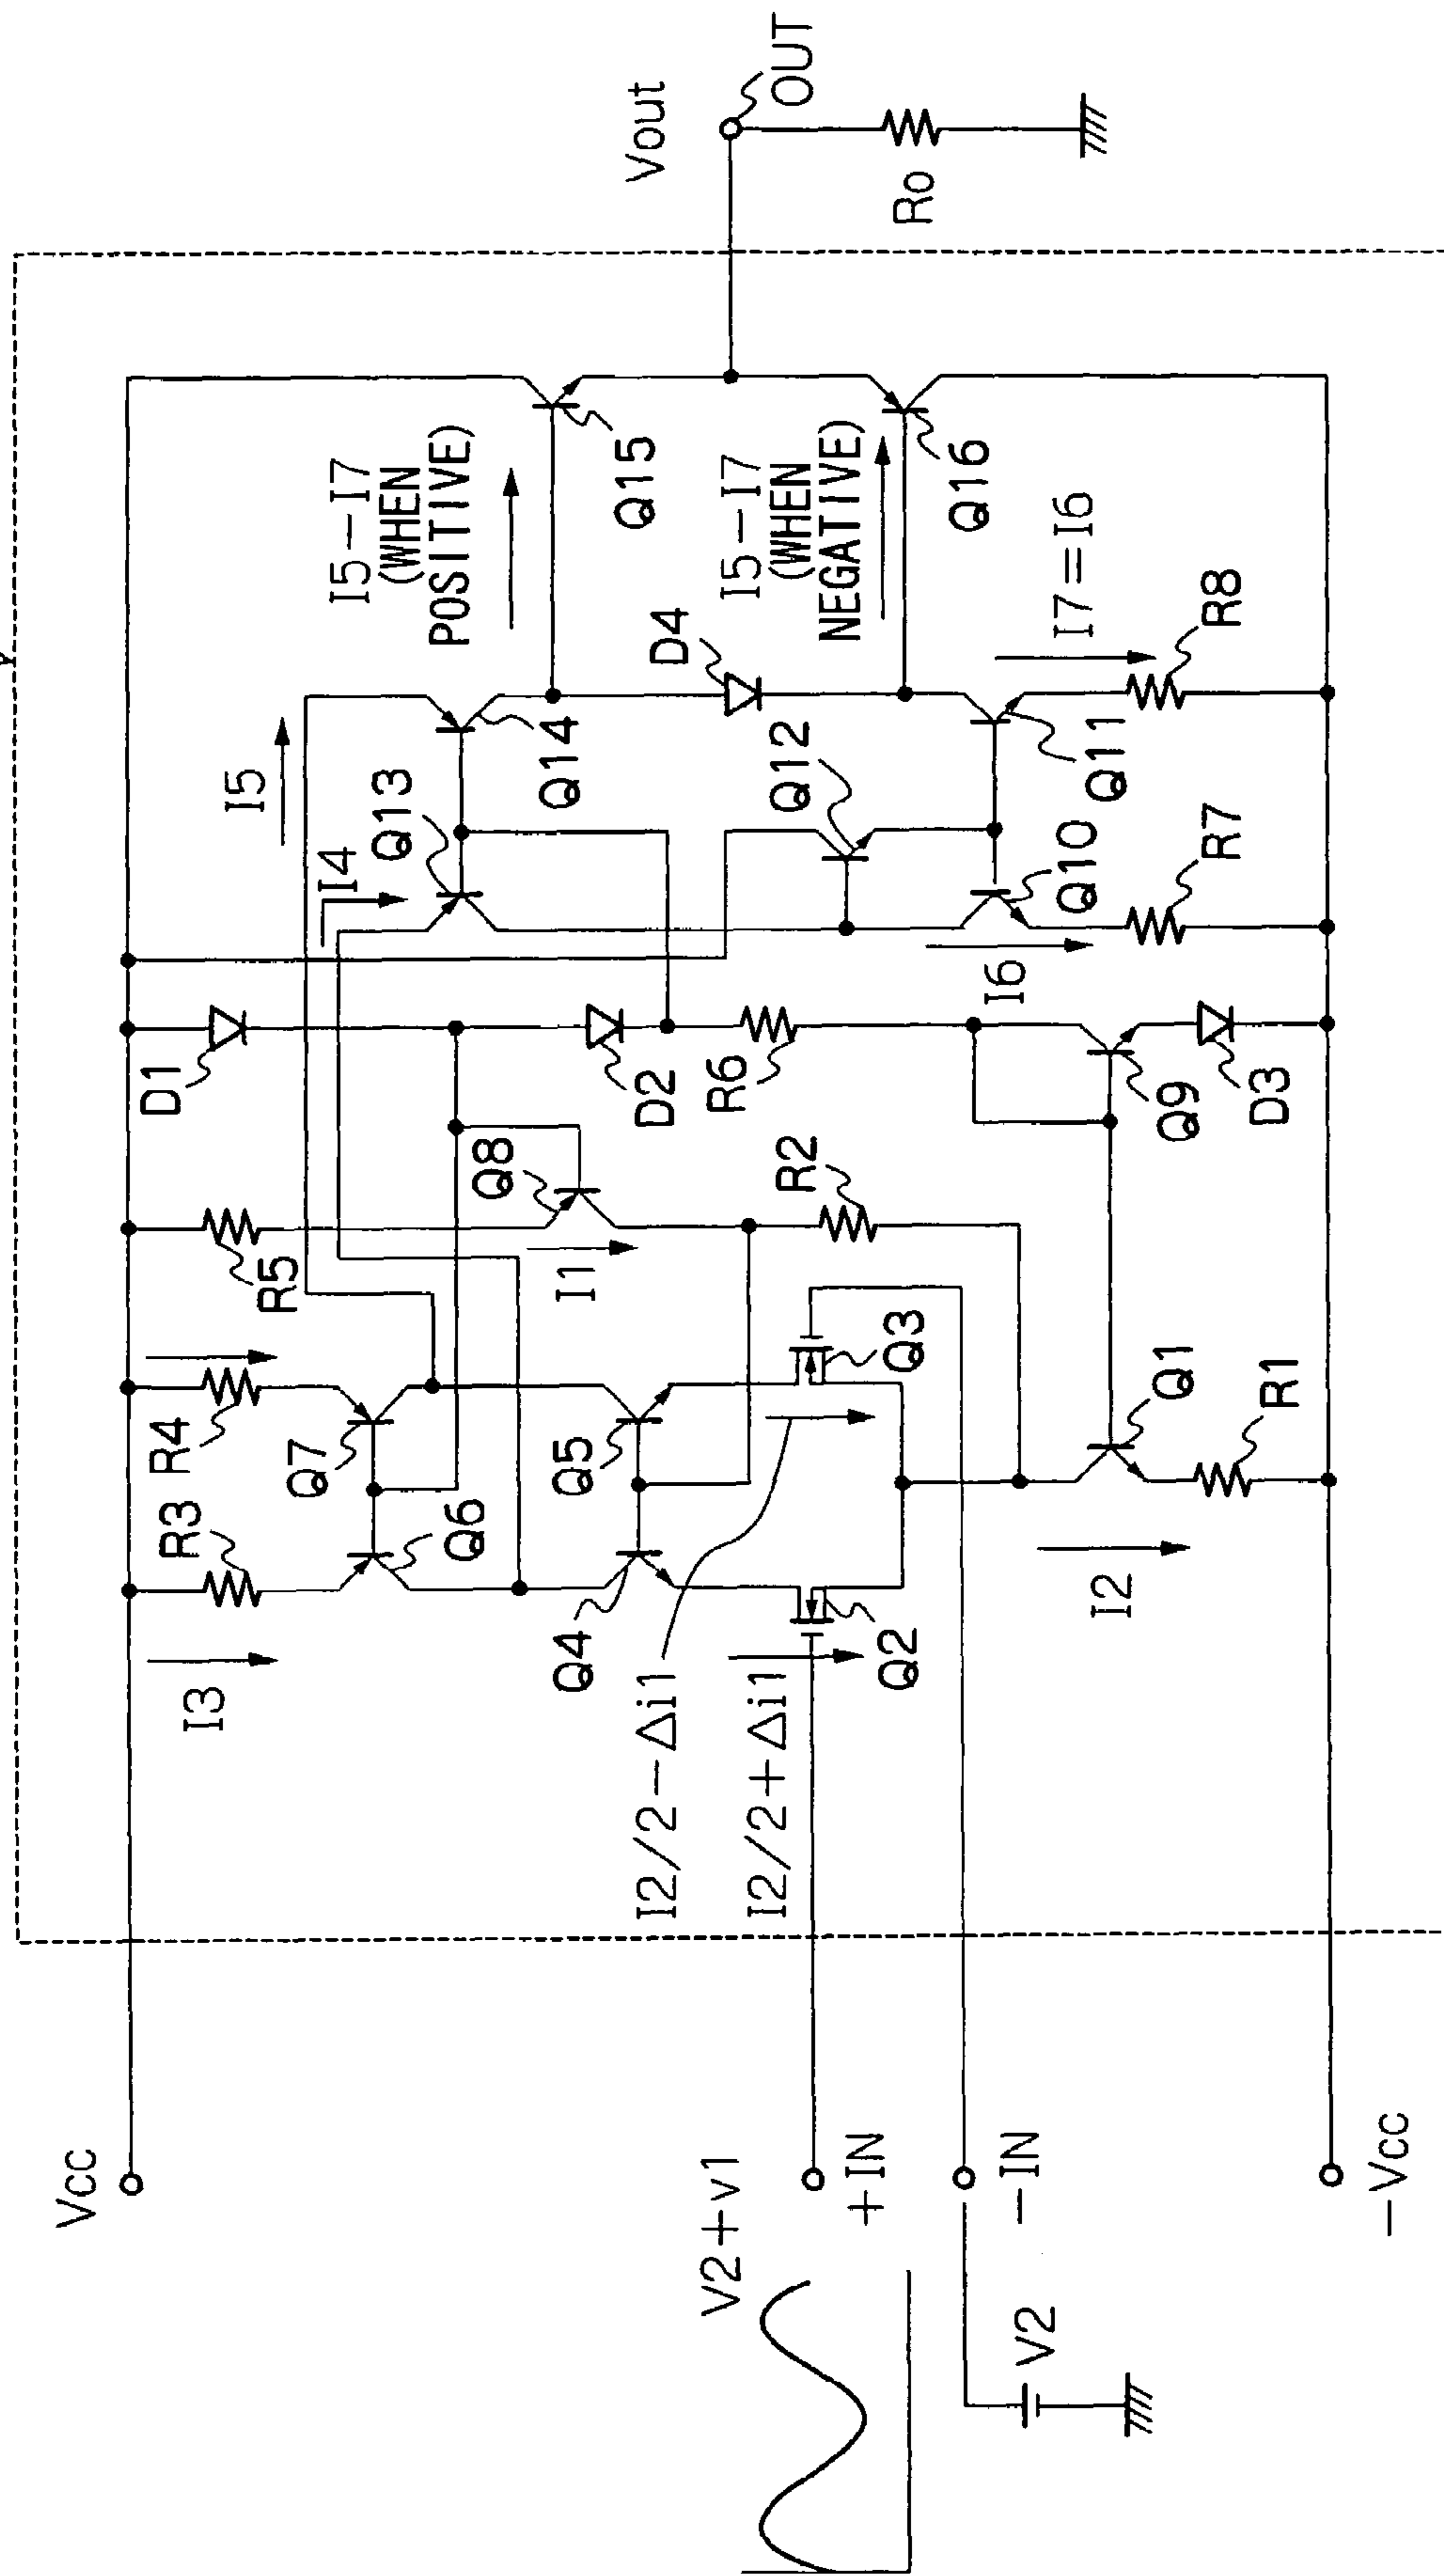 Vcc
V2+v1
+IN
-IN
V2
-Vcc
I3
R3
R4
R5
D1
I4
I5
Q7
Q6
Q8
I1
Q13
Q14
I5-I7
(WHEN
POSITIVE)
Q15
Vout
OUT
Ro
Q4
Q5
D2
D4
I2/2-Δi1
I2/2+Δi1
Q2
Q3
R2
R6
Q12
I5-I7
(WHEN
NEGATIVE)
Q16
I2
Q1
R1
Q9
D3
I6
Q10
R7
Q11
I7=I6
R8